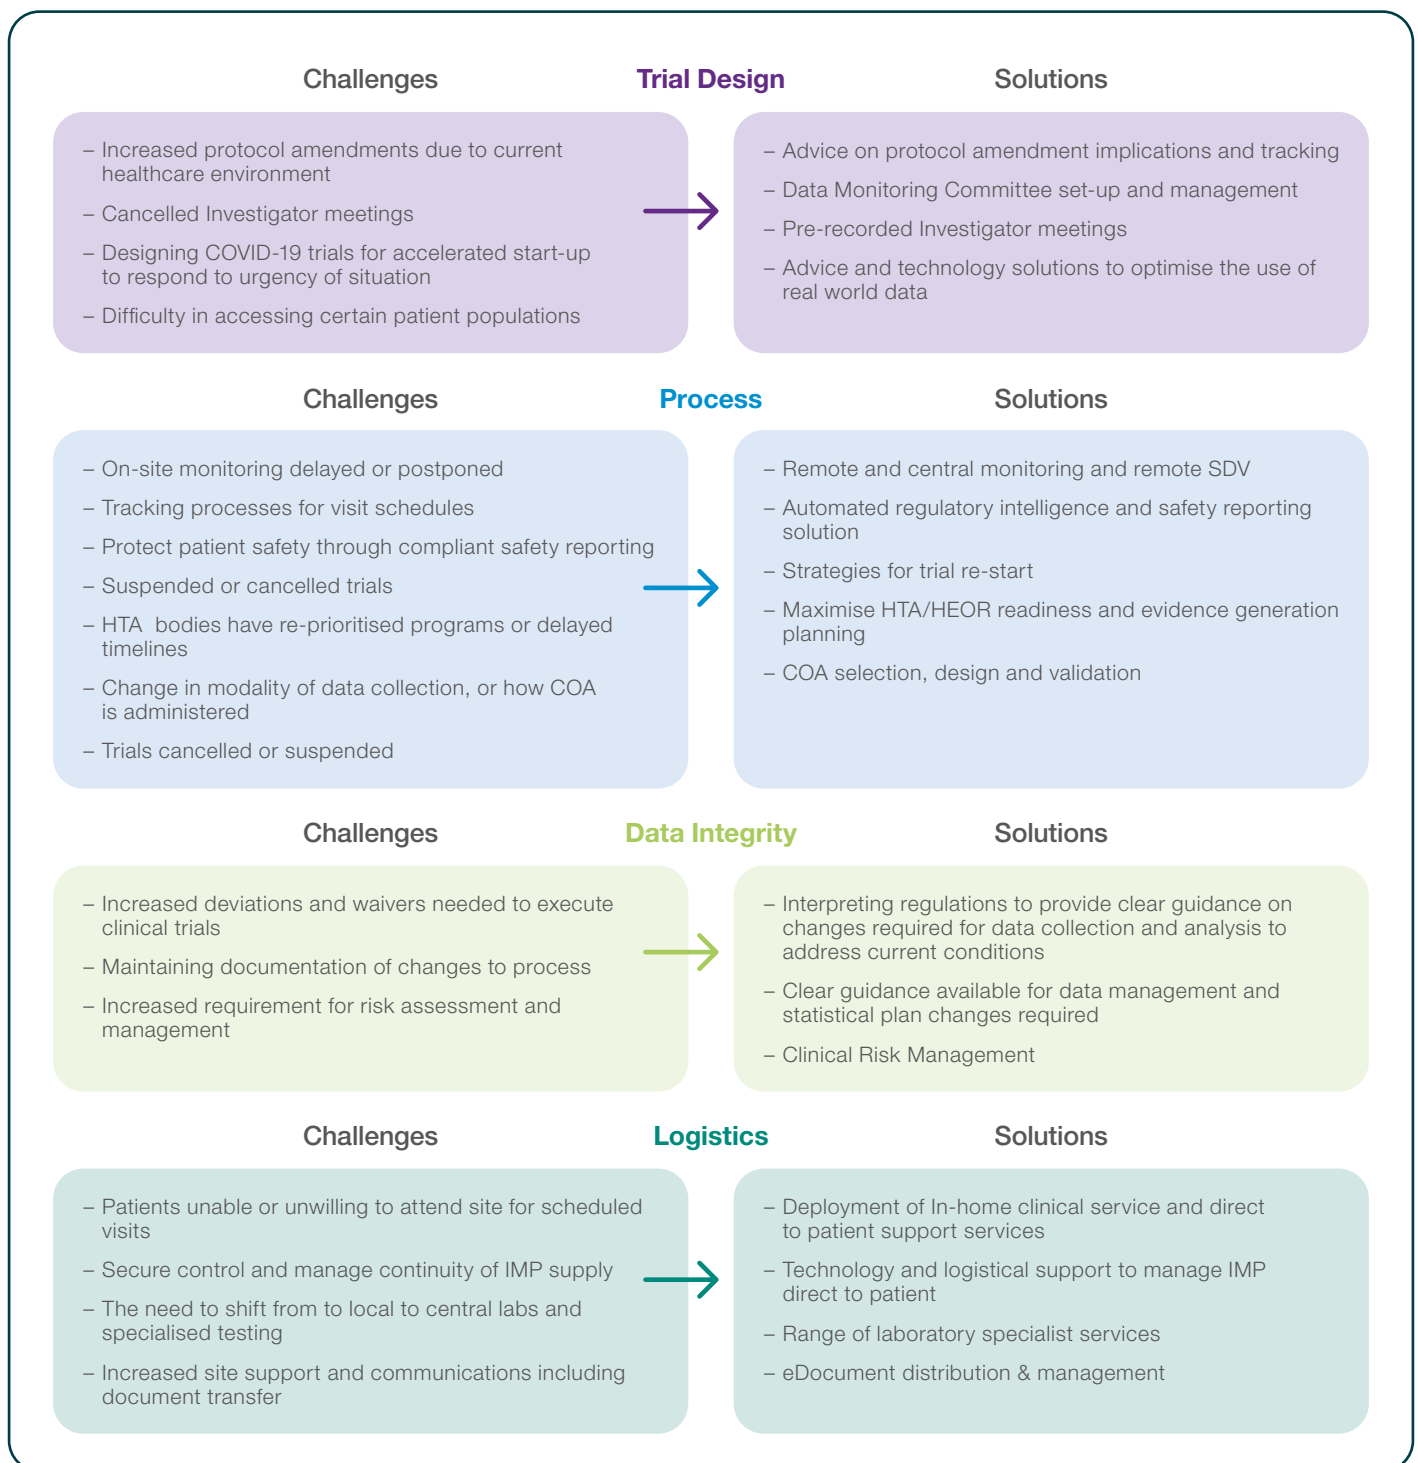 Challenges
Trial Design
Solutions
– Increased protocol amendments due to current
healthcare environment
– Cancelled Investigator meetings
– Designing COVID-19 trials for accelerated start-up
to respond to urgency of situation
– Difficulty in accessing certain patient populations
– Advice on protocol amendment implications and tracking
– Data Monitoring Committee set-up and management
– Pre-recorded Investigator meetings
– Advice and technology solutions to optimise the use of
real world data
Challenges
Process
Solutions
– On-site monitoring delayed or postponed
– Tracking processes for visit schedules
– Protect patient safety through compliant safety reporting
– Suspended or cancelled trials
– HTA  bodies have re-prioritised programs or delayed
timelines
– Change in modality of data collection, or how COA
is administered
– Trials cancelled or suspended
– Remote and central monitoring and remote SDV
– Automated regulatory intelligence and safety reporting
solution
– Strategies for trial re-start
– Maximise HTA/HEOR readiness and evidence generation
planning
– COA selection, design and validation
Challenges
Data Integrity
Solutions
– Increased deviations and waivers needed to execute
clinical trials
– Maintaining documentation of changes to process
– Increased requirement for risk assessment and
management
– Interpreting regulations to provide clear guidance on
changes required for data collection and analysis to
address current conditions
– Clear guidance available for data management and
statistical plan changes required
– Clinical Risk Management
Challenges
Logistics
Solutions
– Patients unable or unwilling to attend site for scheduled
visits
– Secure control and manage continuity of IMP supply
– The need to shift from to local to central labs and
specialised testing
– Increased site support and communications including
document transfer
– Deployment of In-home clinical service and direct
to patient support services
– Technology and logistical support to manage IMP
direct to patient
– Range of laboratory specialist services
– eDocument distribution & management